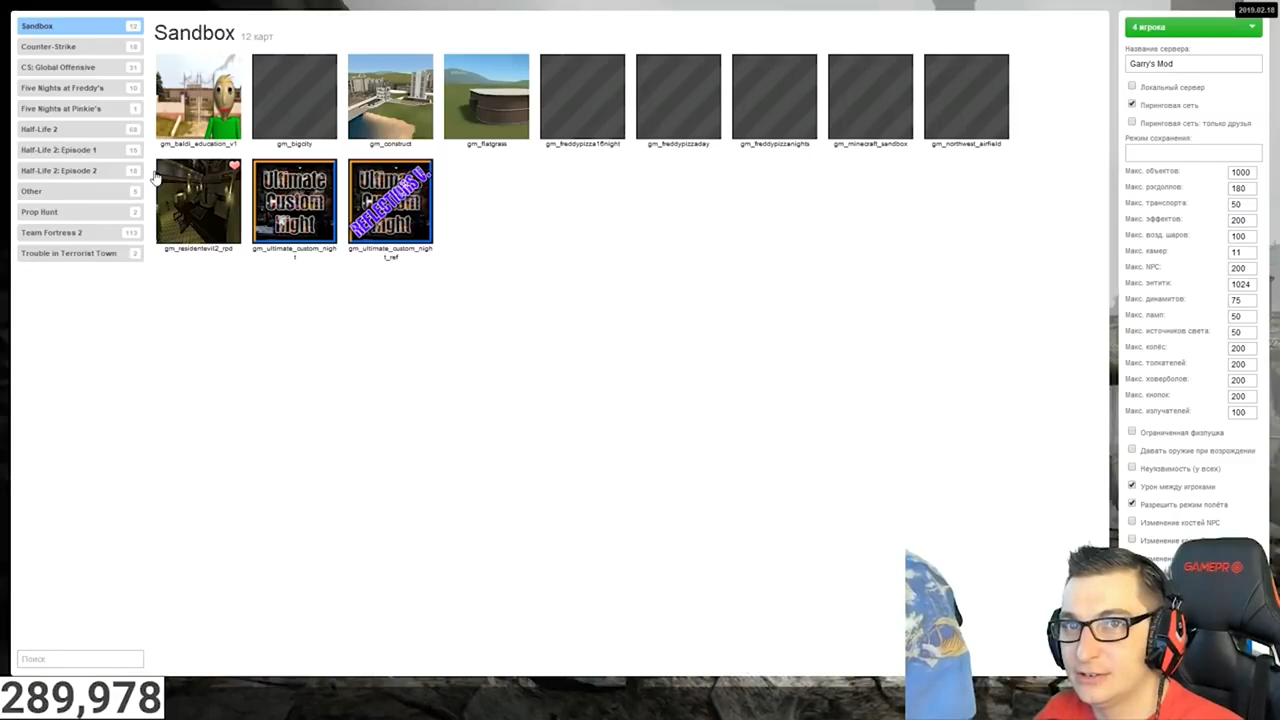 2019.02.18
Sandbox 12
Counter-Strike 18
CS: Global Offensive 31
Five Nights at Freddy's 10
Five Nights at Pinkie's 1
Half-Life 2 68
Half-Life 2: Episode 1 15
Half-Life 2: Episode 2 18
Other 5
Prop Hunt 2
Team Fortress 2 113
Trouble in Terrorist Town 2
Поиск
289,978
Sandbox 12 карт
gm_baldi_education_v1
gm_bigcity
gm_construct
gm_flatgrass
gm_freddypizza16night
gm_freddypizzaday
gm_freddypizzanights
gm_minecraft_sandbox
gm_northwest_airfield
Ultimate
Custom
Night
Ultimate
Custom
Night
gm_residentevil2_rpd
gm_ultimate_custom_nigh
t
gm_ultimate_custom_nigh
t_ref
4 игрока
Название сервера:
Garry's Mod
Локальный сервер
Пиринговая сеть
Пиринговая сеть: только друзья
Режим сохранения:
Макс. объектов: 1000
Макс. рэгдоллов: 180
Макс. транспорта: 50
Макс. эффектов: 200
Макс. возд. шаров: 100
Макс. камер: 11
Макс. NPC: 200
Макс. энтити: 1024
Макс. динамитов: 75
Макс. ламп: 50
Макс. источников света: 50
Макс. колёс: 200
Макс. толкателей: 200
Макс. ховерболов: 200
Макс. кнопок: 200
Макс. излучателей: 100
Ограниченная физпушка
Давать оружие при возрождении
Неуязвимость (у всех)
Урон между игроками
Разрешить режим полёта
Изменение костей NPC
GAMEPRO